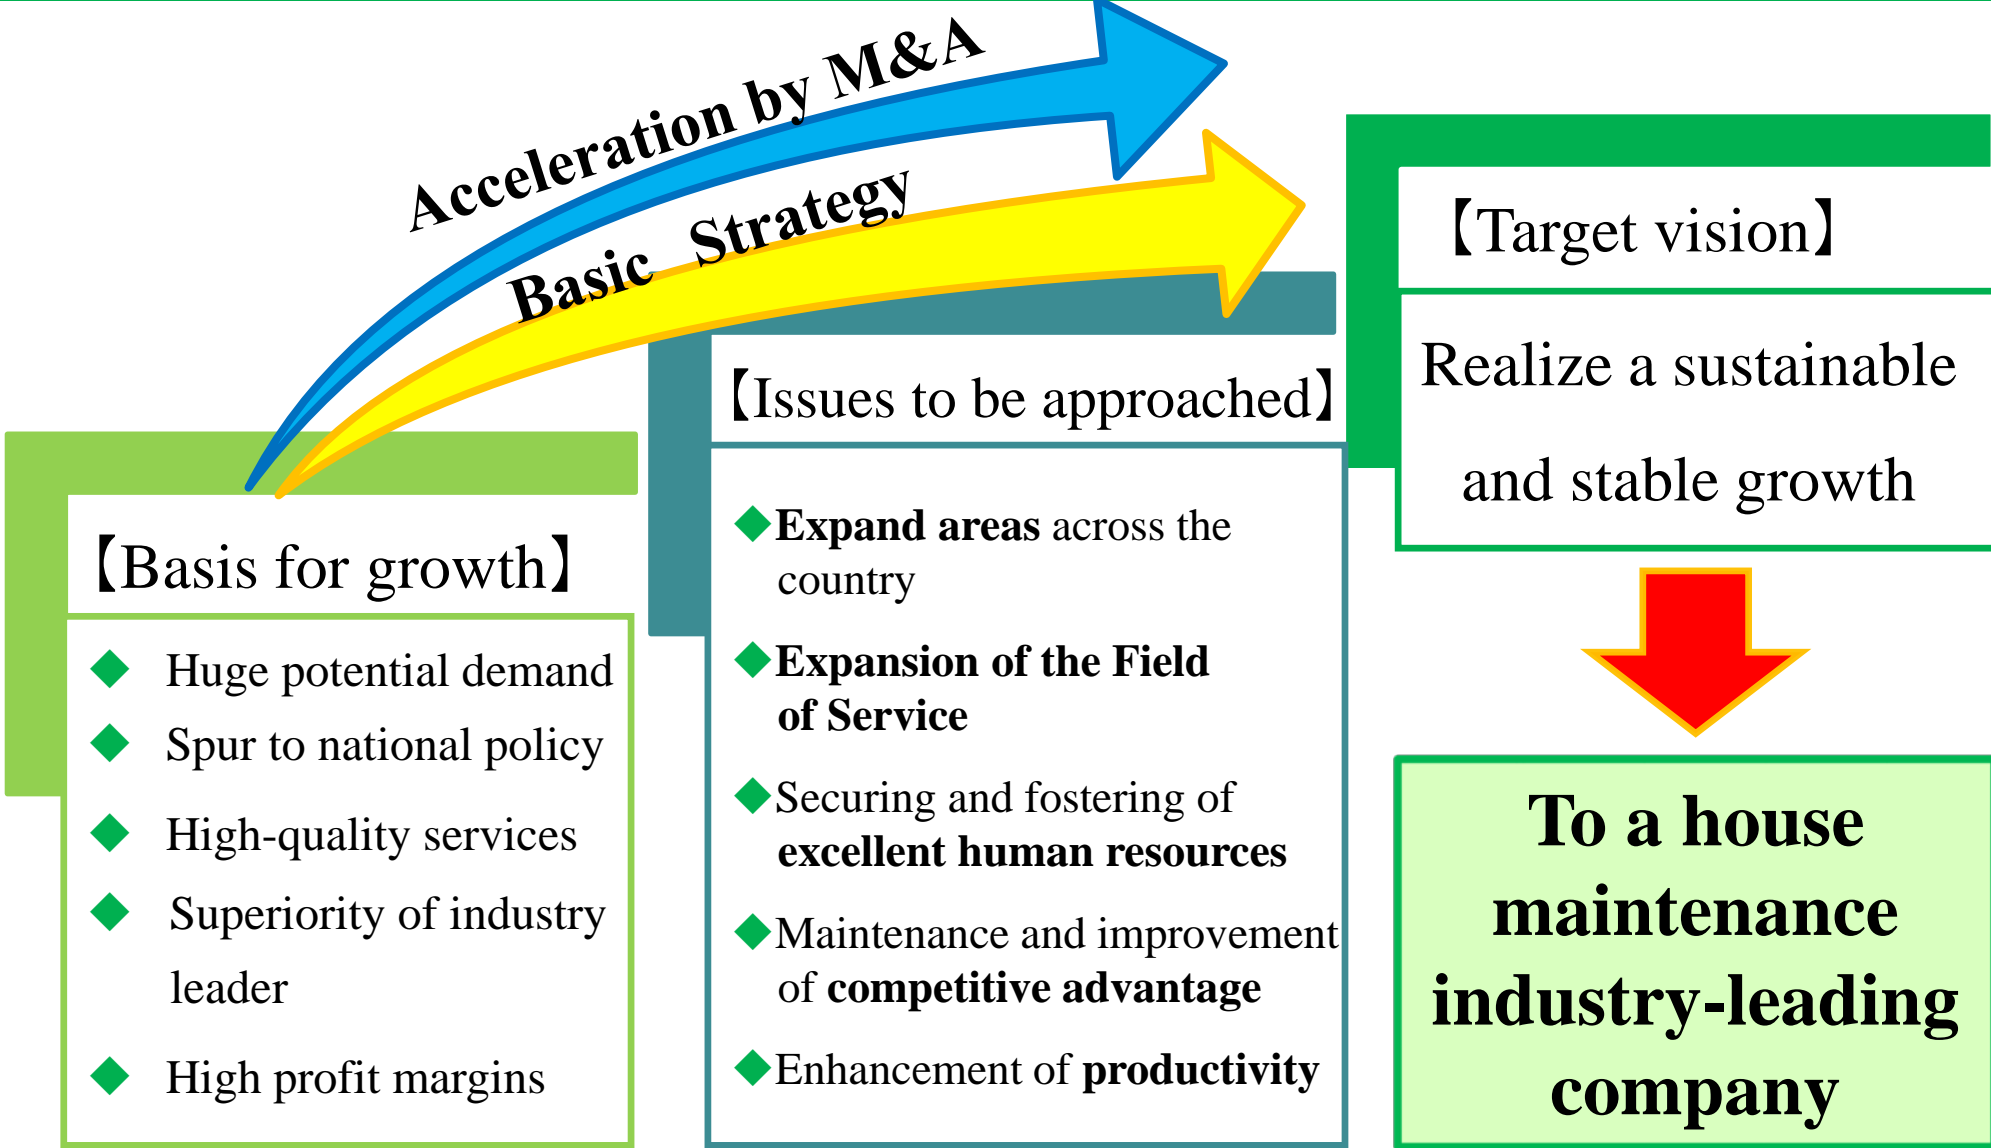 Acceleration by M&A
Basic Strategy
【Basis for growth】
◆ Huge potential demand
◆ Spur to national policy
◆ High-quality services
◆ Superiority of industry
leader
◆ High profit margins
【Issues to be approached】
◆Expand areas across the
country
◆Expansion of the Field
of Service
◆Securing and fostering of
excellent human resources
◆Maintenance and improvement
of competitive advantage
◆Enhancement of productivity
【Target vision】
Realize a sustainable
and stable growth
To a house
maintenance
industry-leading
company